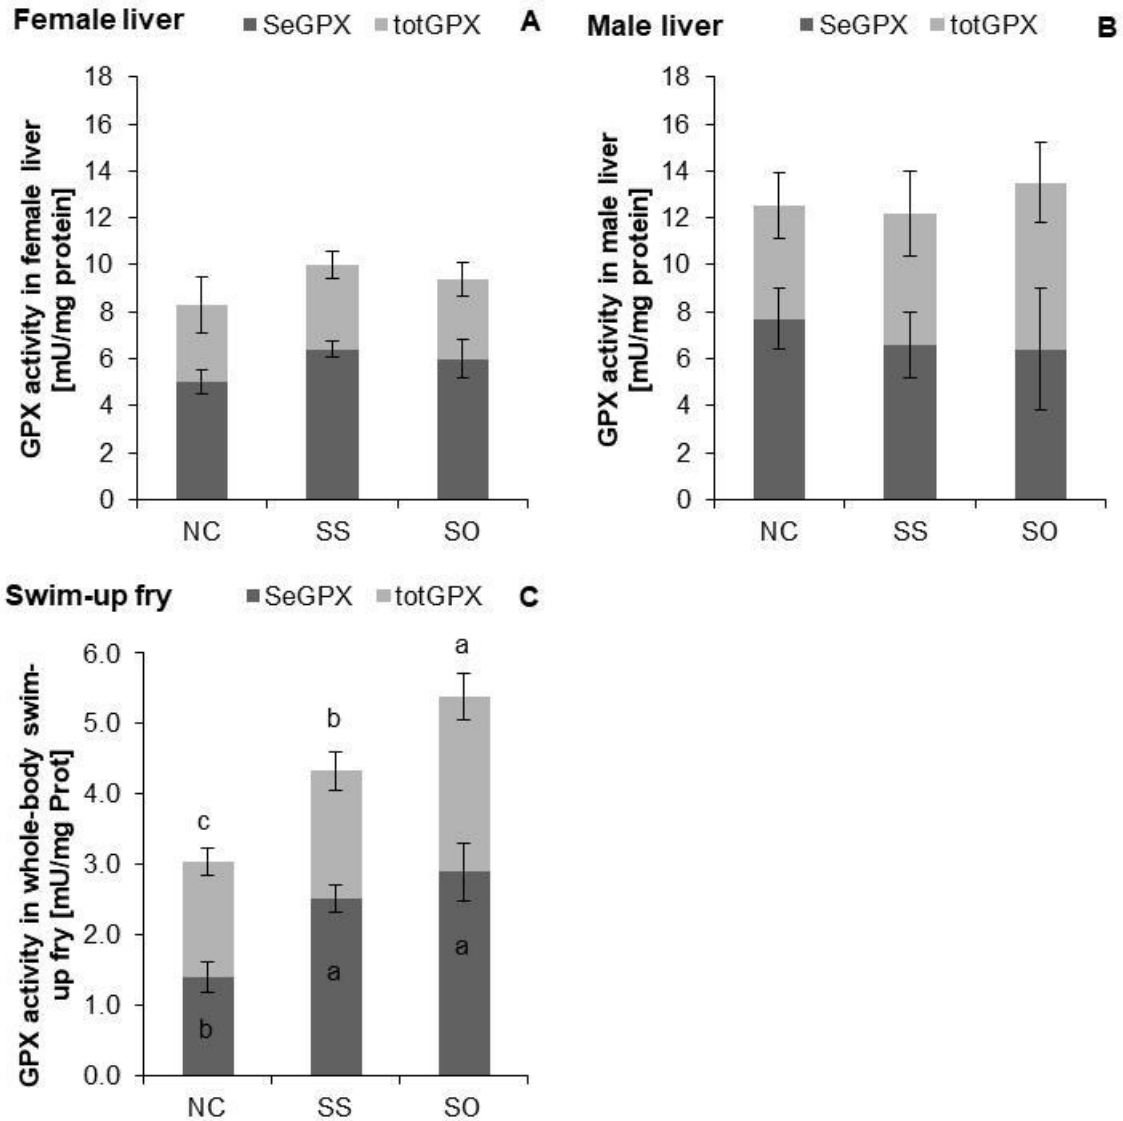 Female liver
SeGPX totGPX
A
GPX activity in female liver
[mU/mg protein]
18
16
14
12
10
8
6
4
2
0
NC SS SO
Male liver
SeGPX totGPX
B
GPX activity in male liver
[mU/mg protein]
18
16
14
12
10
8
6
4
2
0
NC SS SO
Swim-up fry
SeGPX totGPX
C
GPX activity in whole-body swim-
up fry [mU/mg Prot]
6.0
5.0
4.0
3.0
2.0
1.0
0.0
c
b
b
a
a
a
NC SS SO